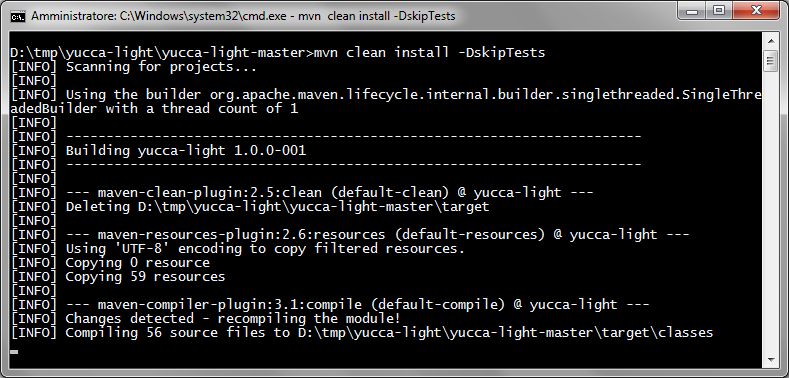 Amministratore: C:\Windows\system32\cmd.exe - mvn  clean install -DskipTests
D:\tmp\yucca-light\yucca-light-master>mvn clean install -DskipTests
[INFO] Scanning for projects...
[INFO]
[INFO] Using the builder org.apache.maven.lifecycle.internal.builder.singlethreaded.SingleThre
adedBuilder with a thread count of 1
[INFO]
[INFO] ------------------------------------------------------------------------
[INFO] Building yucca-light 1.0.0-001
[INFO] ------------------------------------------------------------------------
[INFO]
[INFO] --- maven-clean-plugin:2.5:clean (default-clean) @ yucca-light ---
[INFO] Deleting D:\tmp\yucca-light\yucca-light-master\target
[INFO]
[INFO] --- maven-resources-plugin:2.6:resources (default-resources) @ yucca-light ---
[INFO] Using 'UTF-8' encoding to copy filtered resources.
[INFO] Copying 0 resource
[INFO] Copying 59 resources
[INFO]
[INFO] --- maven-compiler-plugin:3.1:compile (default-compile) @ yucca-light ---
[INFO] Changes detected - recompiling the module!
[INFO] Compiling 56 source files to D:\tmp\yucca-light\yucca-light-master\target\classes